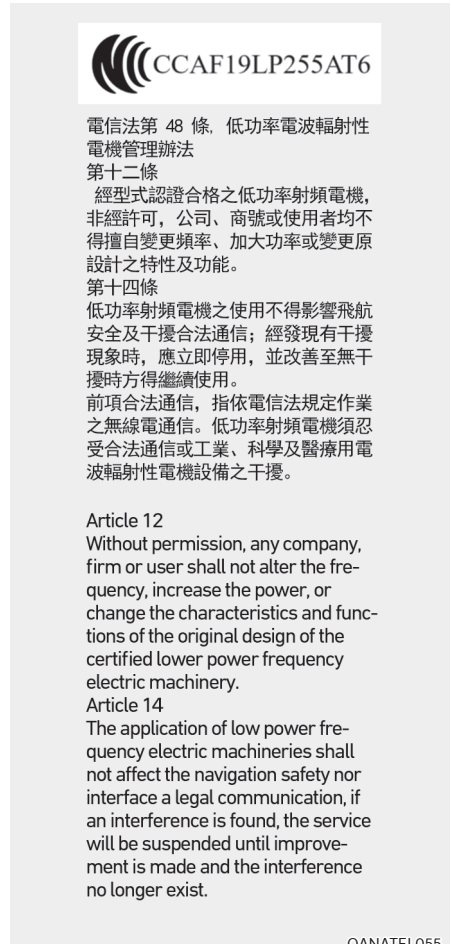 CCAF19LP255AT6
電信法第 48 條, 低功率電波輻射性
電機管理辦法
第十二條
經型式認證合格之低功率射頻電機,
非經許可, 公司、商號或使用者均不
得擅自變更頻率、加大功率或變更原
設計之特性及功能。
第十四條
低功率射頻電機之使用不得影響飛航
安全及干擾合法通信; 經發現有干擾
現象時, 應立即停用, 並改善至無干
擾時方得繼續使用。
前項合法通信, 指依電信法規定作業
之無線電通信。低功率射頻電機須忍
受合法通信或工業、科學及醫療用電
波輻射性電機設備之干擾。
Article 12
Without permission, any company,
firm or user shall not alter the fre-
quency, increase the power, or
change the characteristics and func-
tions of the original design of the
certified lower power frequency
electric machinery.
Article 14
The application of low power fre-
quency electric machineries shall
not affect the navigation safety nor
interface a legal communication, if
an interference is found, the service
will be suspended until improve-
ment is made and the interference
no longer exist.
OANATEL055